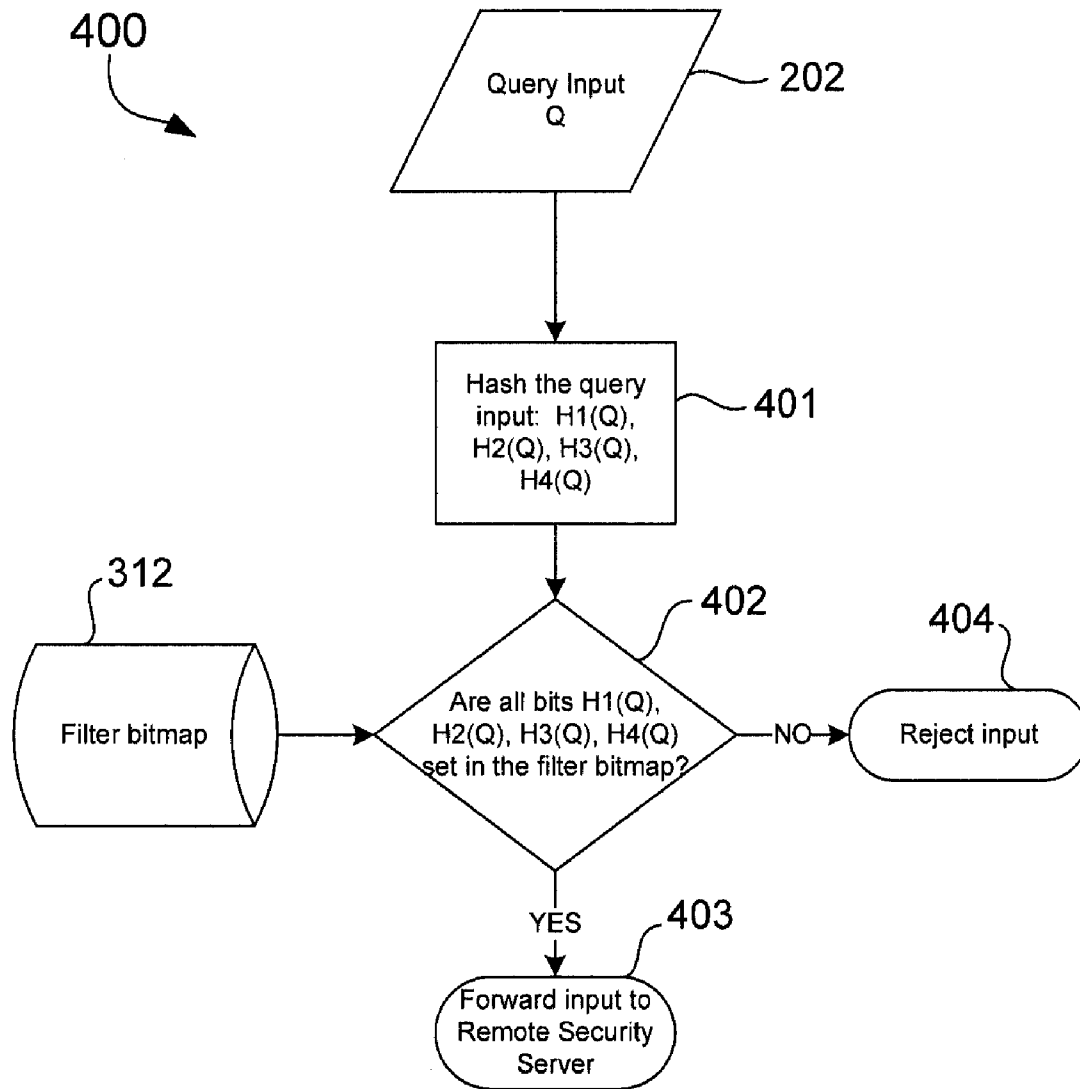 400
Query Input
Q
202
Hash the query
input: H1(Q),
H2(Q), H3(Q),
H4(Q)
401
312
Filter bitmap
402
Are all bits H1(Q),
H2(Q), H3(Q), H4(Q)
set in the filter bitmap?
NO
404
Reject input
YES
403
Forward input to
Remote Security
Server